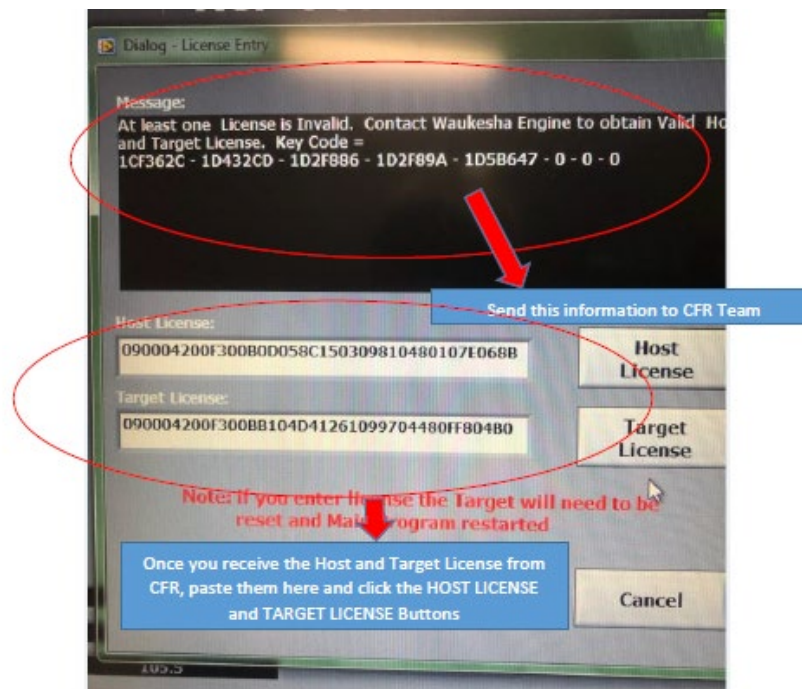 Dialog - License Entry
Message:
At least one License is Invalid. Contact Waukesha Engine to obtain Valid Ho
and Target License. Key Code =
1CF362C - 1D432CD - 1D2F886 - 1D2F89A - 1D5B647 - 0 - 0 - 0
Send this information to CFR Team
Host License:
090004200F300B0D058C150309810480107E068B
Host
License
Target License:
090004200F300BB104D41261099704480FF804B0
Target
License
Note: If you enter license the Target will need to be
reset and Main Program restarted
Once you receive the Host and Target License from
CFR, paste them here and click the HOST LICENSE
and TARGET LICENSE Buttons
Cancel
105.5